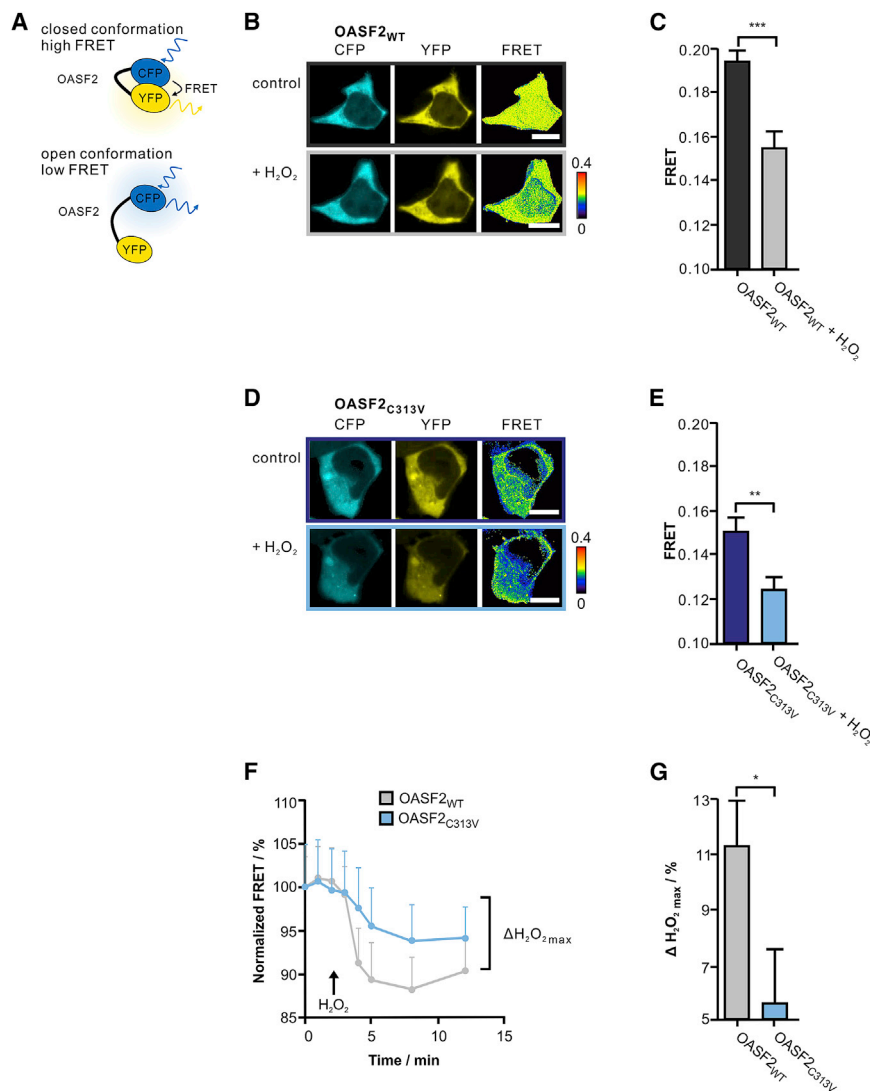 A
closed conformation
high FRET
OASF2
CFP
FRET
YFP
open conformation
low FRET
OASF2
CFP
YFP
B
OASF2WT
CFP YFP FRET
control
+ H2O2
0.4
0
C
***
0.20
0.18
0.16
0.14
0.12
0.10
FRET
OASF2WT
OASF2WT + H2O2
D
OASF2C313V
CFP YFP FRET
control
+ H2O2
0.4
0
E
**
0.20
0.18
0.16
0.14
0.12
0.10
FRET
OASF2C313V
OASF2C313V + H2O2
F
110
105
100
95
90
85
Normalized FRET / %
OASF2WT
OASF2C313V
ΔH2O2max
H2O2
0 5 10 15
Time / min
G
*
13
11
9
7
5
Δ H2O2 max / %
OASF2WT
OASF2C313V